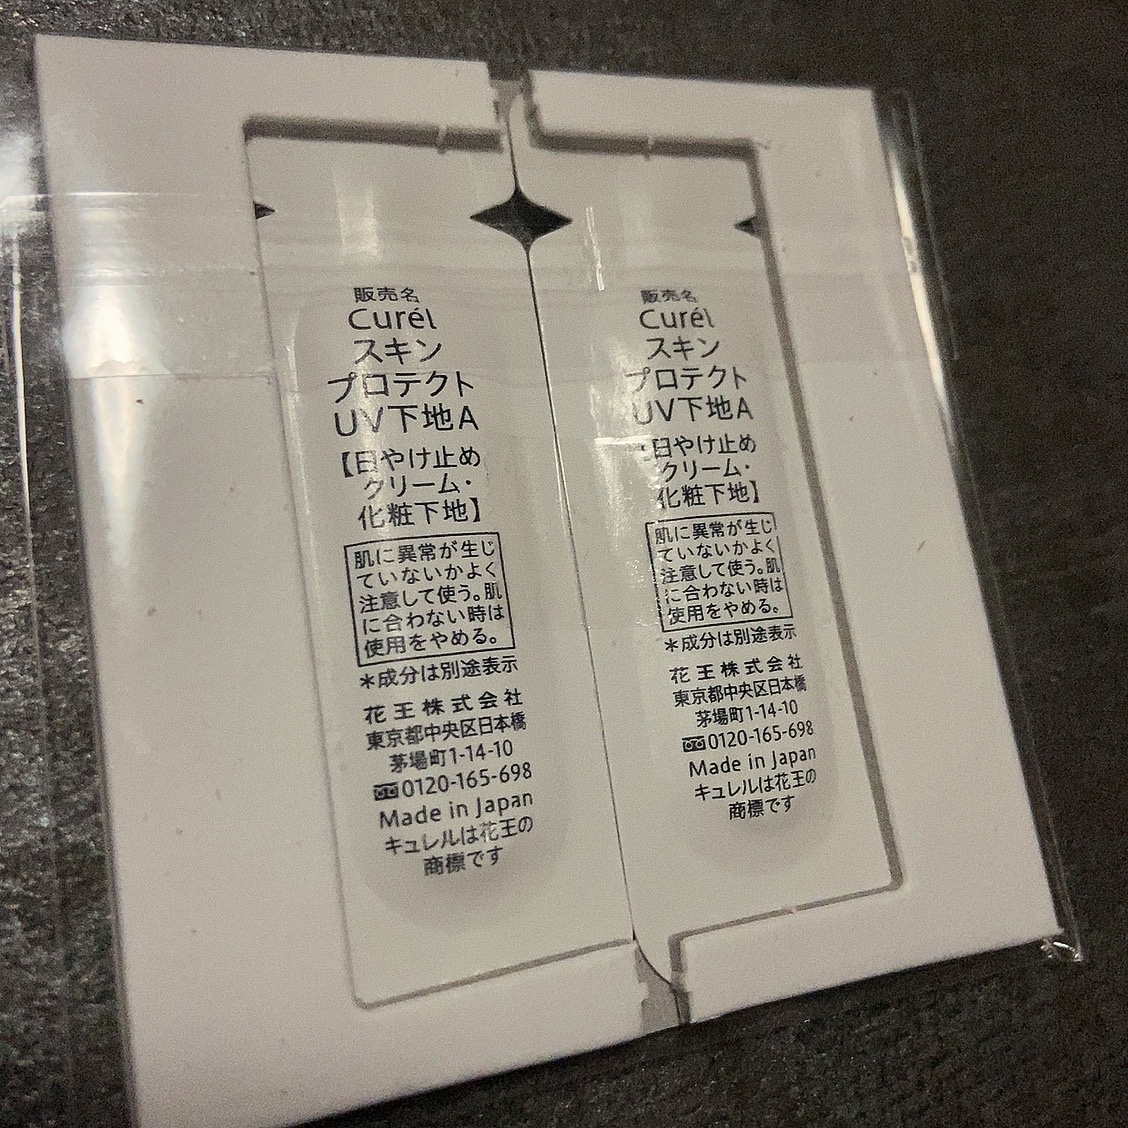 販売名
Curél
スキン
プロテクト
UV下地A
【日やけ止め
クリーム・
化粧下地】
肌に異常が生じ
ていないかよく
注意して使う。肌
に合わない時は
使用をやめる。
＊成分は別途表示
花王株式会社
東京都中央区日本橋
茅場町1-14-10
0120-165-698
Made in Japan
キュレルは花王の
商標です
販売名
Curél
スキン
プロテクト
UV下地A
【日やけ止め
クリーム・
化粧下地】
肌に異常が生じ
ていないかよく
注意して使う。肌
に合わない時は
使用をやめる。
＊成分は別途表示
花王株式会社
東京都中央区日本橋
茅場町1-14-10
0120-165-698
Made in Japan
キュレルは花王の
商標です